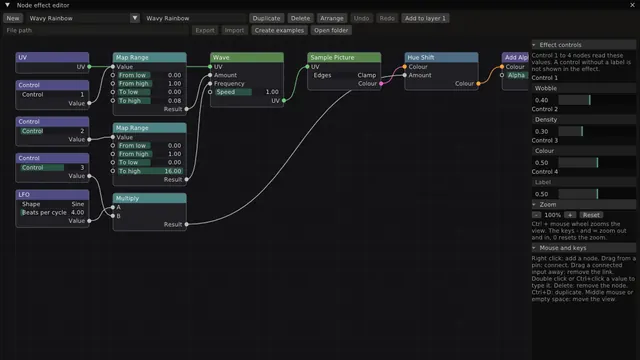 Node effect editor
New Wavy Rainbow Wavy Rainbow Duplicate Delete Arrange Undo Redo Add to layer 1
File path Export Import Create examples Open folder
UV
UV
Control
Control 1
Value
Control
Control 2
Value
Control
Control 3
Value
LFO
Shape Sine
Beats per cycle 4.00
Value
Map Range
Value
From low 0.00
From high 1.00
To low 0.00
To high 0.08
Result
Map Range
Value
From low 0.00
From high 1.00
To low 0.00
To high 16.00
Result
Multiply
A
B
Result
Wave
UV
Amount
Frequency
Speed 1.00
UV
Sample Picture
UV
Edges Clamp
Colour
Hue Shift
Colour
Amount
Colour
Add Alp
Colour
Alpha
Effect controls
Control 1 to 4 nodes read these
values. A control without a label is
not shown in the effect.
Control 1
Wobble
0.40
Control 2
Density
0.30
Control 3
Colour
0.50
Control 4
Label
0.50
Zoom
- 100% + Reset
Ctrl + mouse wheel zooms the
view. The keys - and = zoom out
and in, 0 resets the zoom.
Mouse and keys
Right click: add a node. Drag from a
pin: connect. Drag a connected
input away: remove the link.
Double click or Ctrl+click a value to
type it. Delete: remove the node.
Ctrl+D: duplicate. Middle mouse or
empty space: move the view.